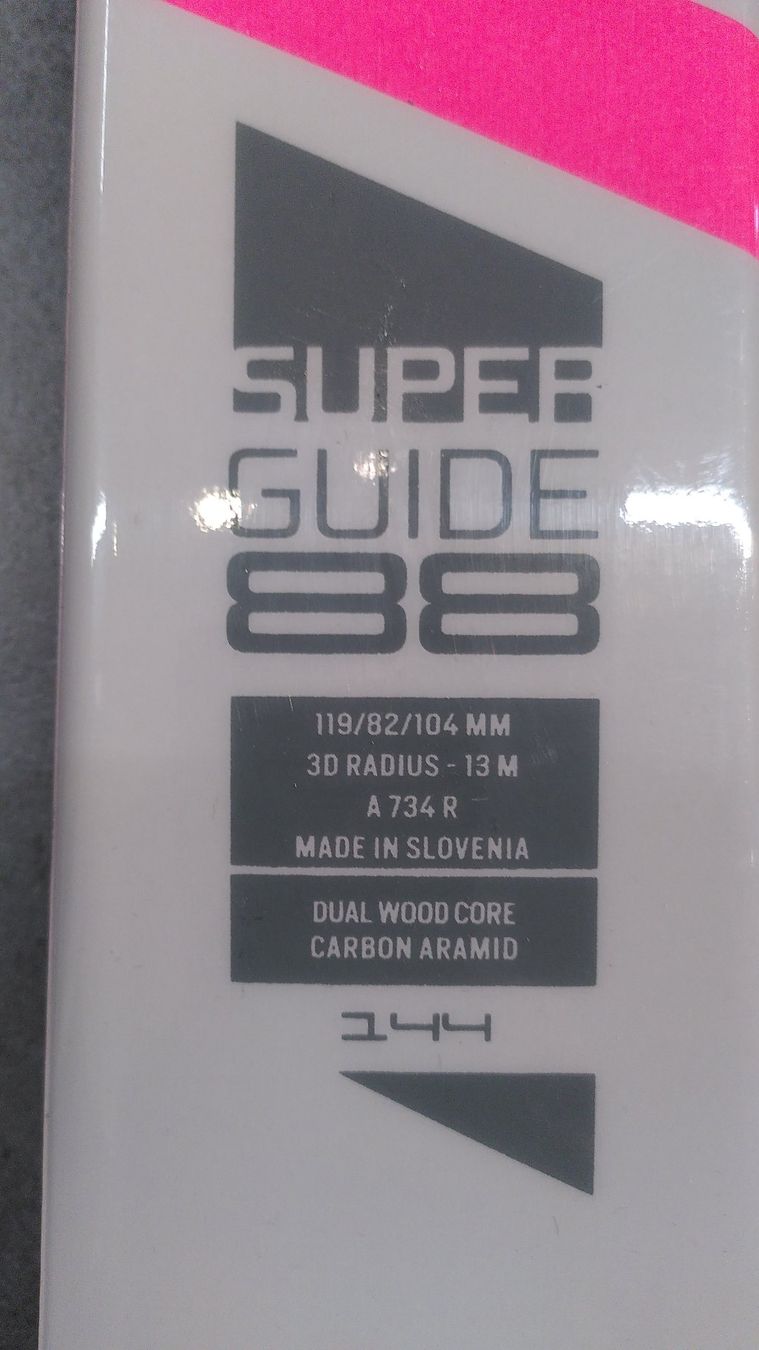 SUPER
GUIDE
88
119/82/104 MM
3D RADIUS - 13 M
A 734 R
MADE IN SLOVENIA
DUAL WOOD CORE
CARBON ARAMID
144